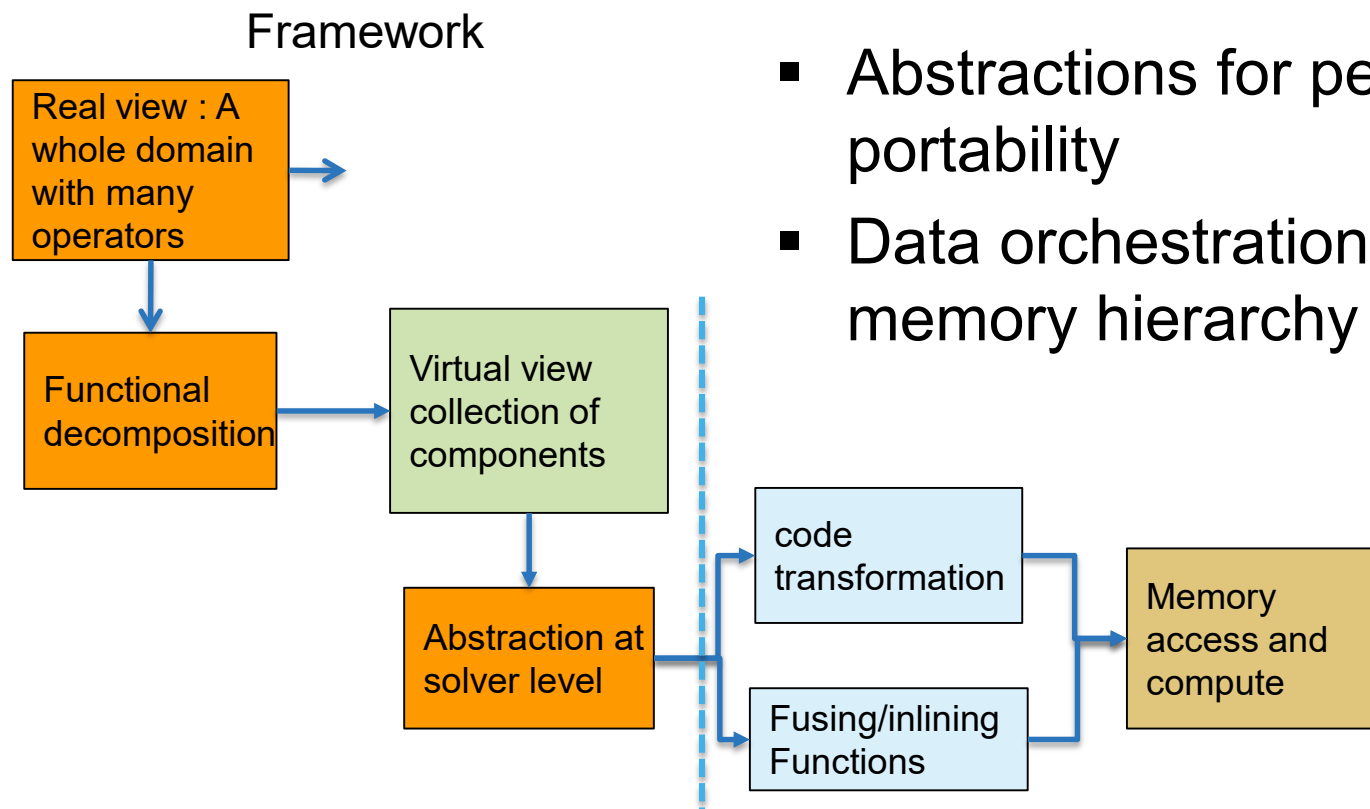 Framework
Real view : A
whole domain
with many
operators
Functional
decomposition
Virtual view
collection of
components
Abstraction at
solver level
▪ Abstractions for
portability
▪ Data orchestration
memory hierarchy
code
transformation
Fusing/inlining
Functions
Memory
access and
compute